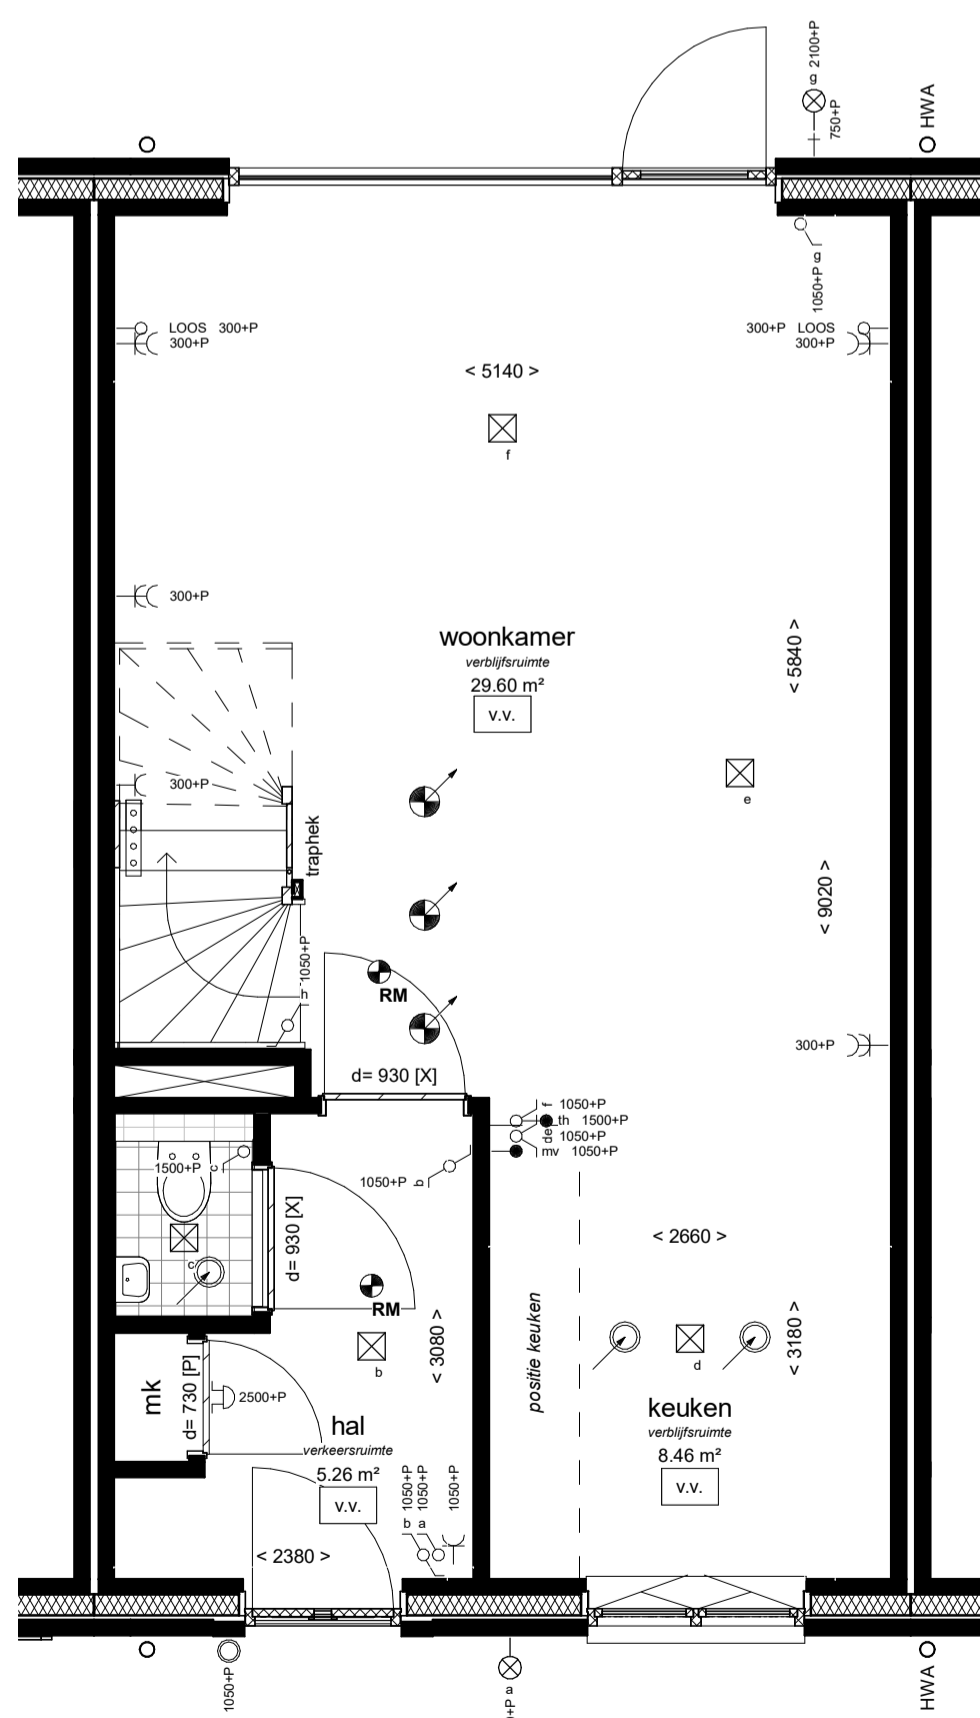 g 2100+P
750+P
HWA
1050+P g
LOOS 300+P
300+P
300+P LOOS
300+P
< 5140 >
f
300+P
woonkamer
verblijfsruimte
29.60 m²
v.v.
< 5840 >
300+P
e
traphek
< 9020 >
h 1050+P
RM
300+P
d= 930 [X]
f 1050+P
th 1500+P
de 1050+P
mv 1050+P
1500+P c
1050+P b
d= 930 [X]
< 2660 >
c
RM
b
< 3080 >
positie keuken
d
< 3180 >
mk
d= 730 [P]
2500+P
hal
verkeersruimte
5.26 m²
v.v.
keuken
verblijfsruimte
8.46 m²
v.v.
b 1050+P
a 1050+P
1050+P
< 2380 >
1050+P
+P a
HWA